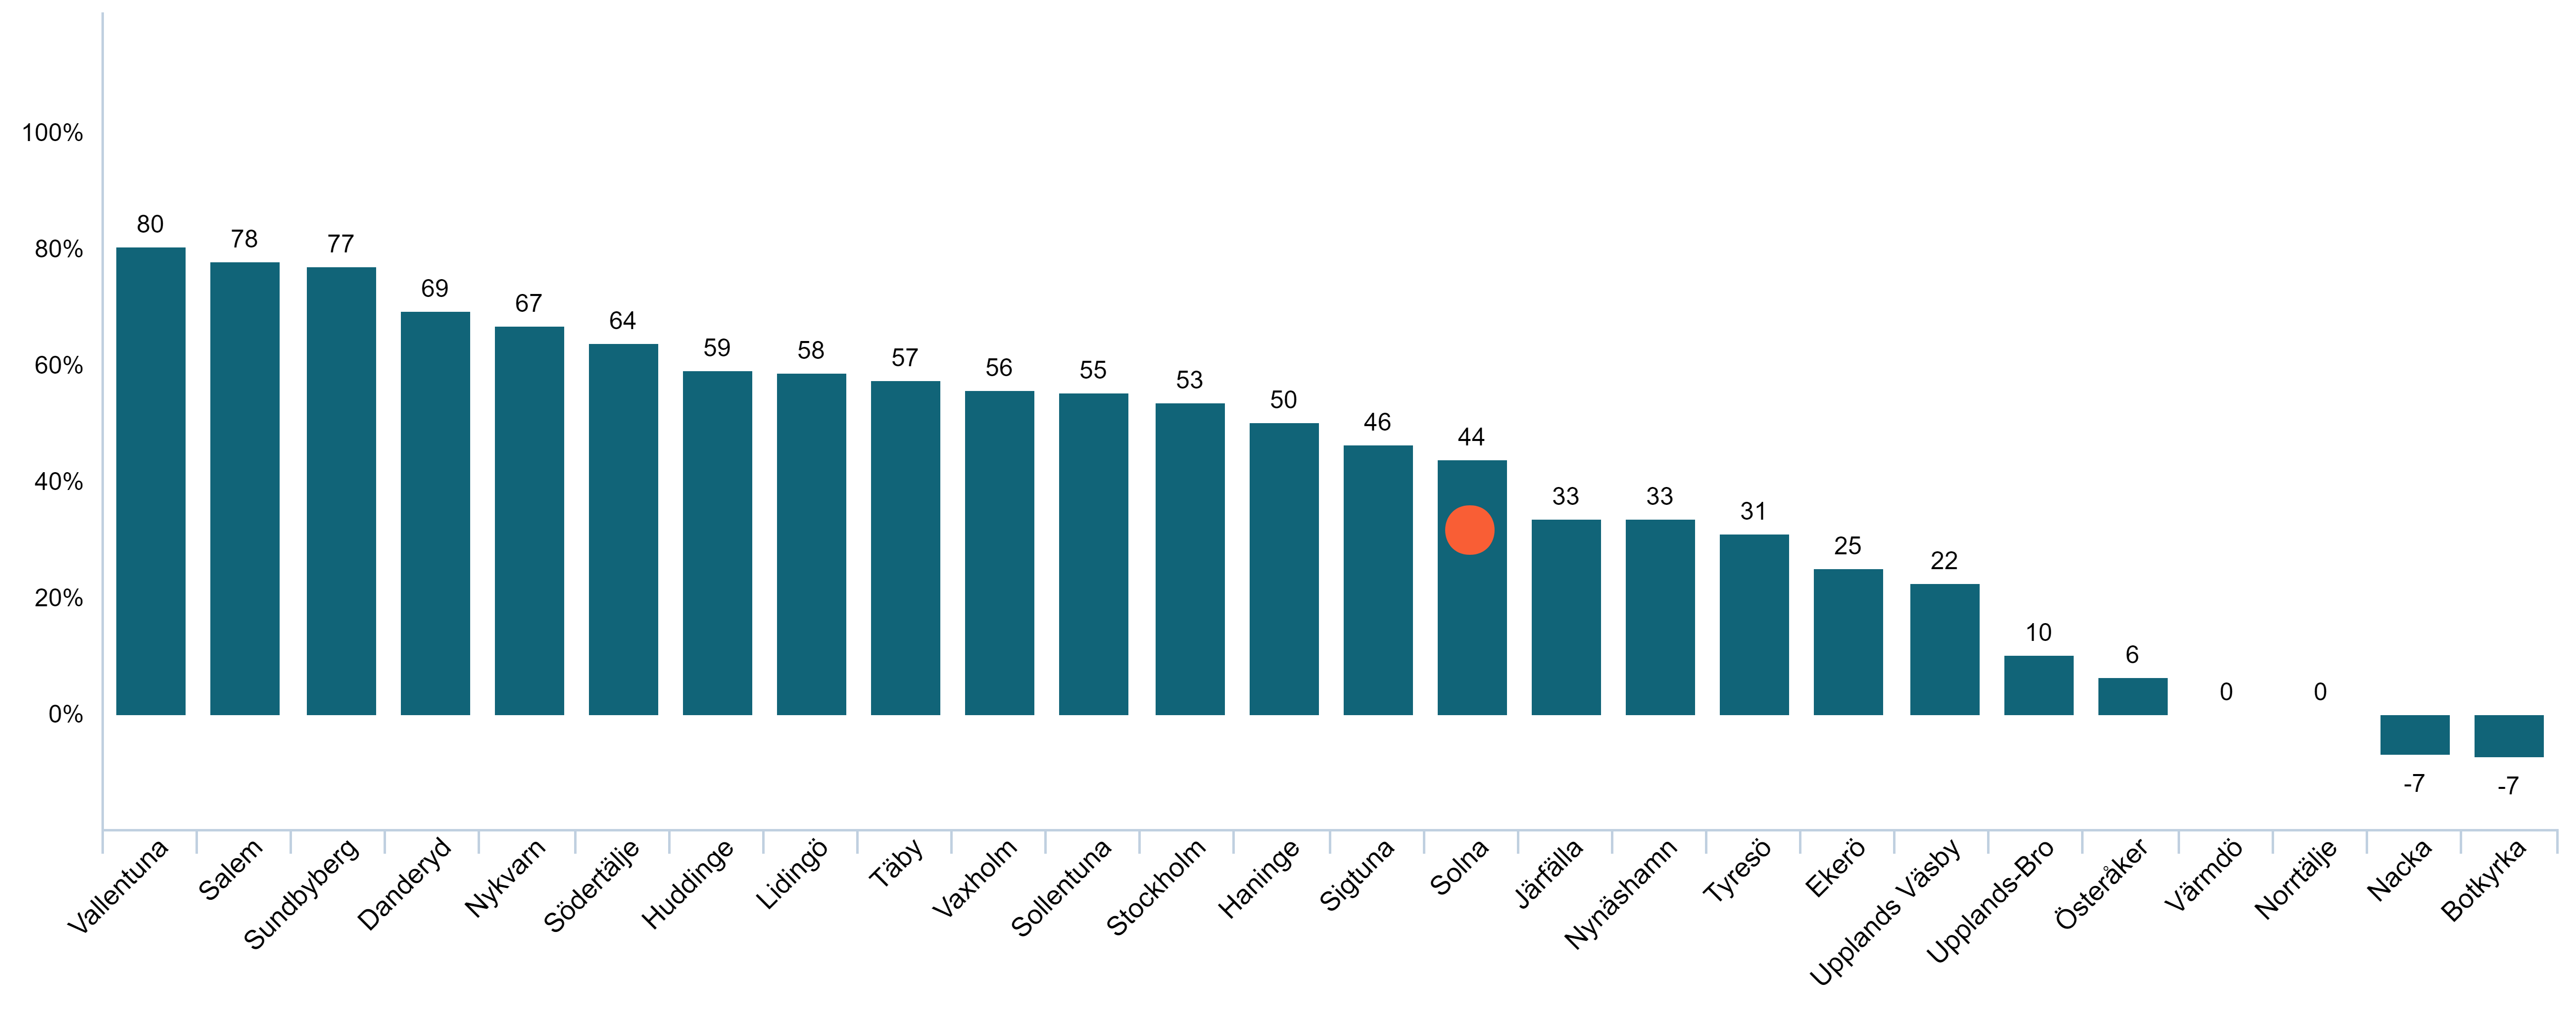 100%
80%
60%
40%
20%
0%
80
78
77
69
67
64
59
58
57
56
55
53
50
46
44
33
33
31
25
22
10
6
0
0
-7
-7
Vallentuna
Salem
Sundbyberg
Danderyd
Nykvarn
Södertälje
Huddinge
Lidingö
Täby
Vaxholm
Sollentuna
Stockholm
Haninge
Sigtuna
Solna
Järfälla
Nynäshamn
Tyresö
Ekerö
Upplands Väsby
Upplands-Bro
Österåker
Värmdö
Norrtälje
Nacka
Botkyrka